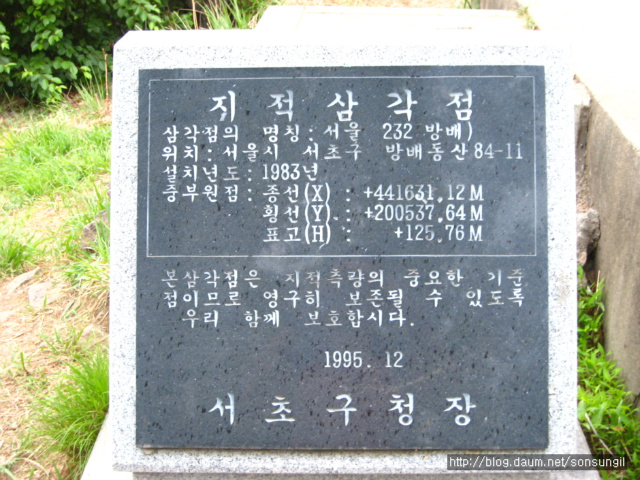 지적삼각점
삼각점의 명칭 : 서울 232 방배)
위치 : 서울시 서초구 방배동산 84-11
설치년도 : 1983년
중부원점 : 종선(X) : +441631.12M
횡선(Y) : +200537.64M
표고(H) : +125.76M
본삼각점은 지적측량의 중요한 기준
점이므로 영구히 보존될 수 있도록
우리 함께 보호합시다.
1995. 12
서초구청장
http://blog.daum.net/sonsungil